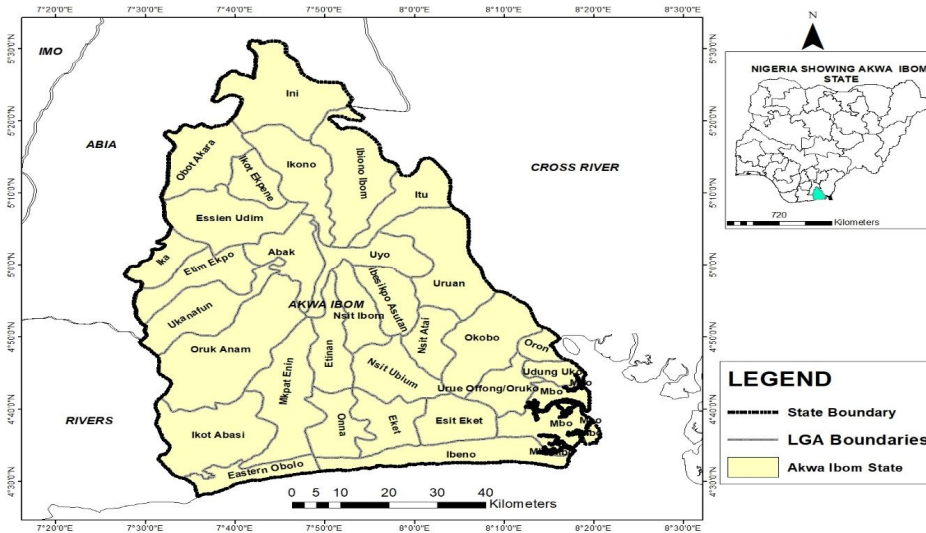 7°20'0"E 7°30'0"E 7°40'0"E 7°50'0"E 8°0'0"E 8°10'0"E 8°20'0"E 8°30'0"E
5°30'0"N
5°20'0"N
5°10'0"N
5°0'0"N
4°50'0"N
4°40'0"N
4°30'0"N
IMO
ABIA
RIVERS
CROSS RIVER
Ini
Obot Akara
Ikot Ekpene
Ikono
Ibiono Ibom
Itu
Essien Udim
Ika
Etim Ekpo
Abak
Uyo
Uruan
Ibesikpo Asutan
Ukanafun
AKWA IBOM
Nsit Ibom
Oruk Anam
Mkpat Enin
Etinan
Nsit Ubium
Nsit Atai
Okobo
Oron
Udung Uko
Urue Offong/Oruko
Mbo
Mbo
Mbo
Mbo
Ikot Abasi
Onna
Eket
Esit Eket
Ibeno
Eastern Obolo
0 5 10 20 30 40
Kilometers
5°30'0"N
5°20'0"N
5°10'0"N
5°0'0"N
4°50'0"N
4°40'0"N
4°30'0"N
7°20'0"E 7°30'0"E 7°40'0"E 7°50'0"E 8°0'0"E 8°10'0"E 8°20'0"E 8°30'0"E
N
NIGERIA SHOWING AKWA IBOM
STATE
720
Kilometers
LEGEND
State Boundary
LGA Boundaries
Akwa Ibom State